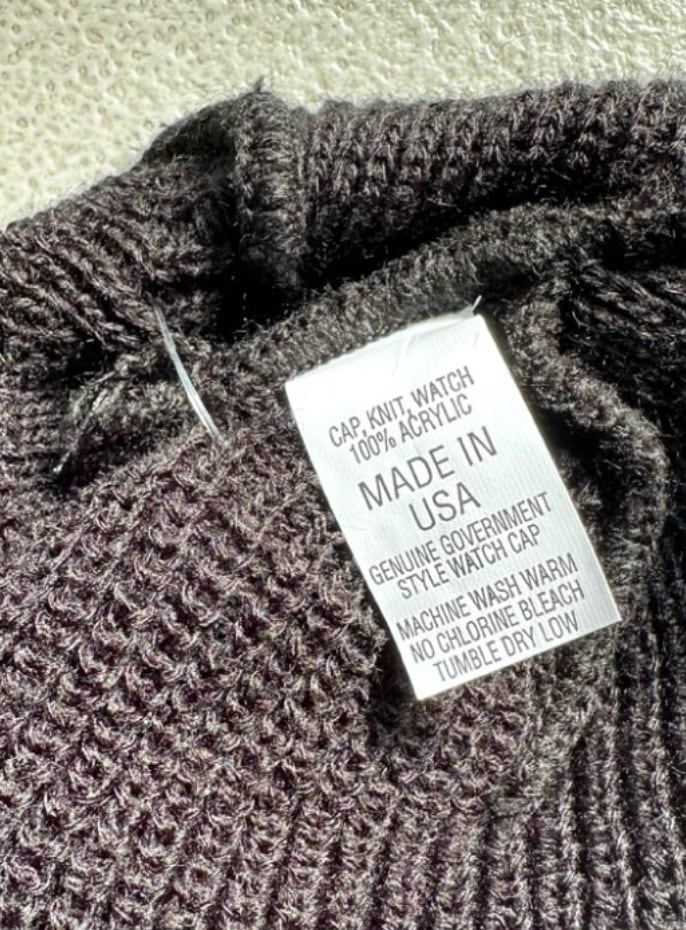 CAP, KNIT, WATCH
100% ACRYLIC
MADE IN
USA
GENUINE GOVERNMENT
STYLE WATCH CAP
MACHINE WASH WARM
NO CHLORINE BLEACH
TUMBLE DRY LOW